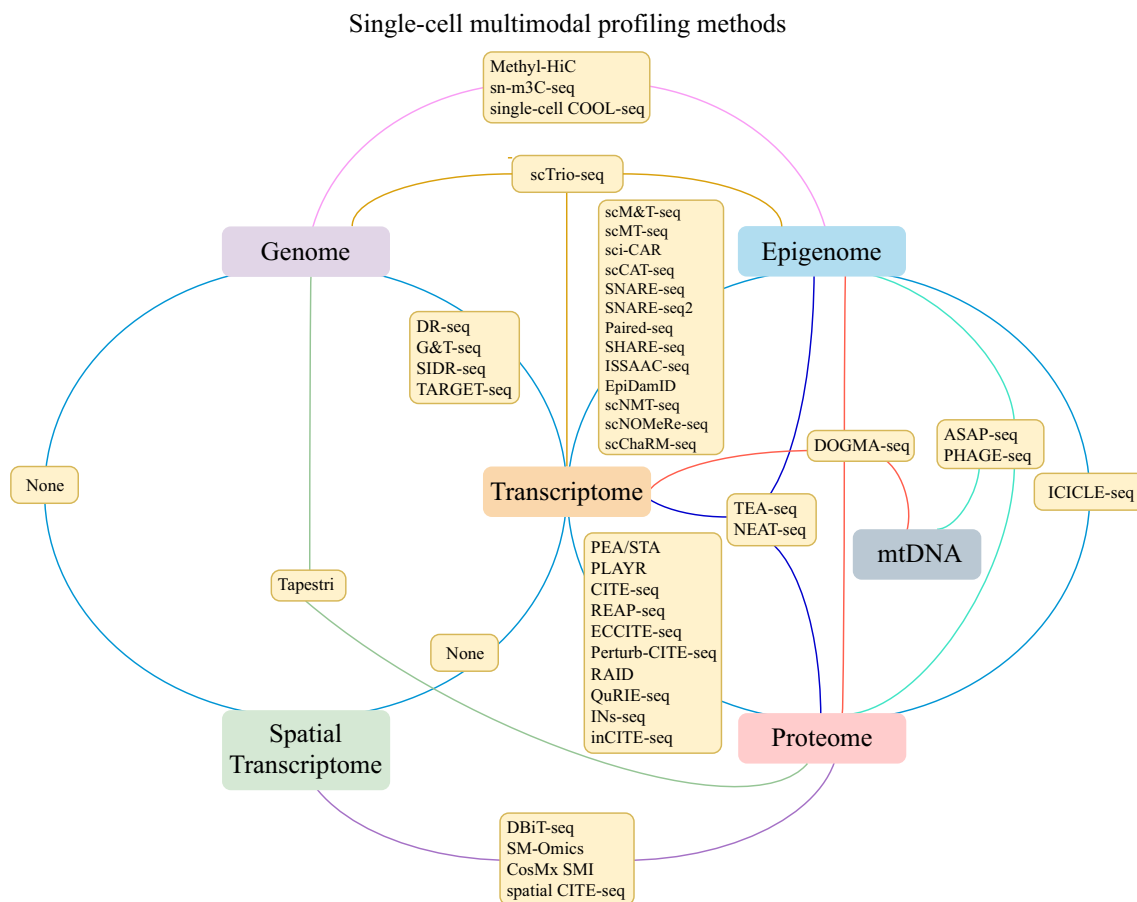 Single-cell multimodal profiling methods
Methyl-HiC
sn-m3C-seq
single-cell COOL-seq
scTrio-seq
Genome
Epigenome
scM&T-seq
scMT-seq
sci-CAR
scCAT-seq
SNARE-seq
SNARE-seq2
Paired-seq
SHARE-seq
ISSAAC-seq
EpiDamID
scNMT-seq
scNOMeRe-seq
scChaRM-seq
DR-seq
G&T-seq
SIDR-seq
TARGET-seq
DOGMA-seq
ASAP-seq
PHAGE-seq
None
Transcriptome
ICICLE-seq
TEA-seq
NEAT-seq
mtDNA
PEA/STA
PLAYR
CITE-seq
REAP-seq
ECCITE-seq
Perturb-CITE-seq
RAID
QuRIE-seq
INs-seq
inCITE-seq
Tapestri
None
Spatial
Transcriptome
Proteome
DBiT-seq
SM-Omics
CosMx SMI
spatial CITE-seq